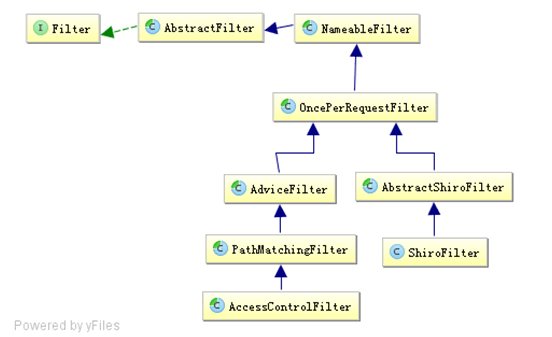 I Filter
C AbstractFilter
C NameableFilter
C OncePerRequestFilter
C AdviceFilter
C AbstractShiroFilter
C PathMatchingFilter
C ShiroFilter
C AccessControlFilter
Powered by yFiles